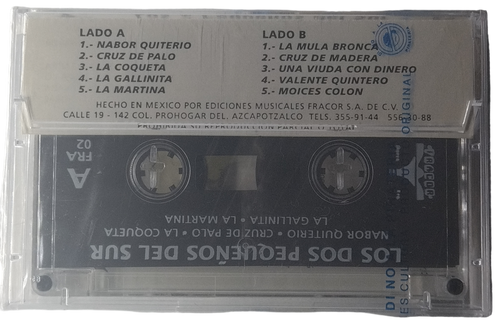 LADO A
1.- NABOR QUITERIO
2.- CRUZ DE PALO
3.- LA COQUETA
4.- LA GALLINITA
5.- LA MARTINA
LADO B
1.- LA MULA BRONCA
2.- CRUZ DE MADERA
3.- UNA VIUDA CON DINERO
4.- VALENTE QUINTERO
5.- MOICES COLON
HECHO EN MEXICO POR EDICIONES MUSICALES FRACOR S.A. DE C.V.
CALLE 19 - 142 COL. PROHOGAR DEL. AZCAPOTZALCO TELS. 355-91-44
ORIGINAL
A
FRA
02
LOS DOS PEQUEÑOS DEL SUR
NABOR QUITERIO • CRUZ DE PALO • LA COQUETA
LA GALLINITA • LA MARTINA